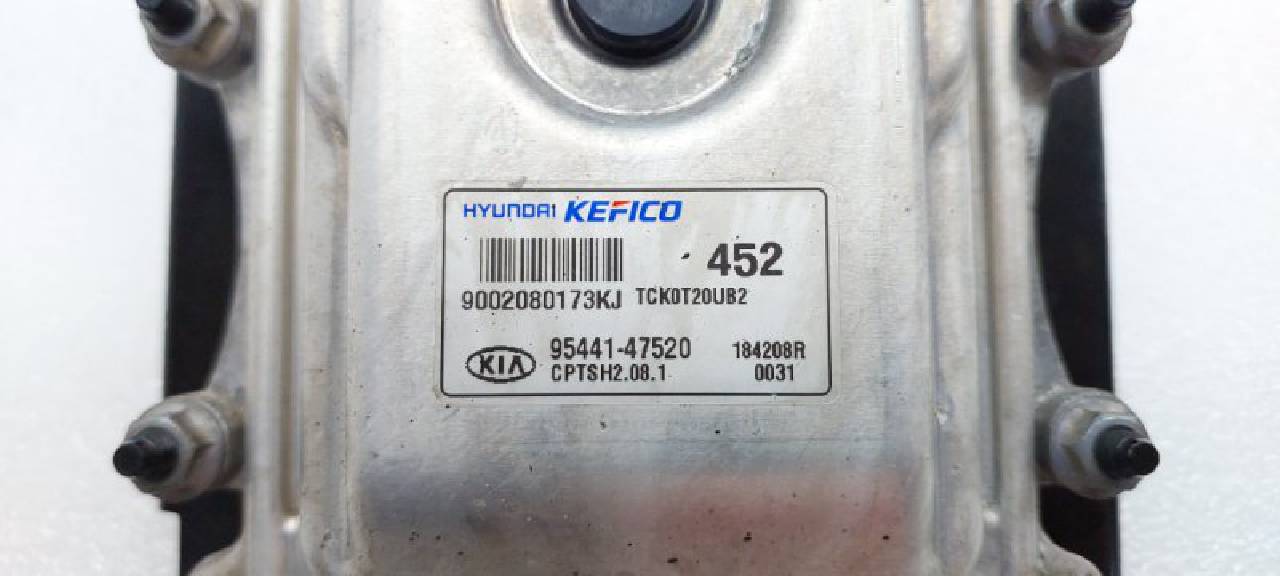 HYUNDAI KEFICO
452
9002080173KJ TCK0T20UB2
KIA 95441-47520 184208R
CPTSH2.08.1 0031